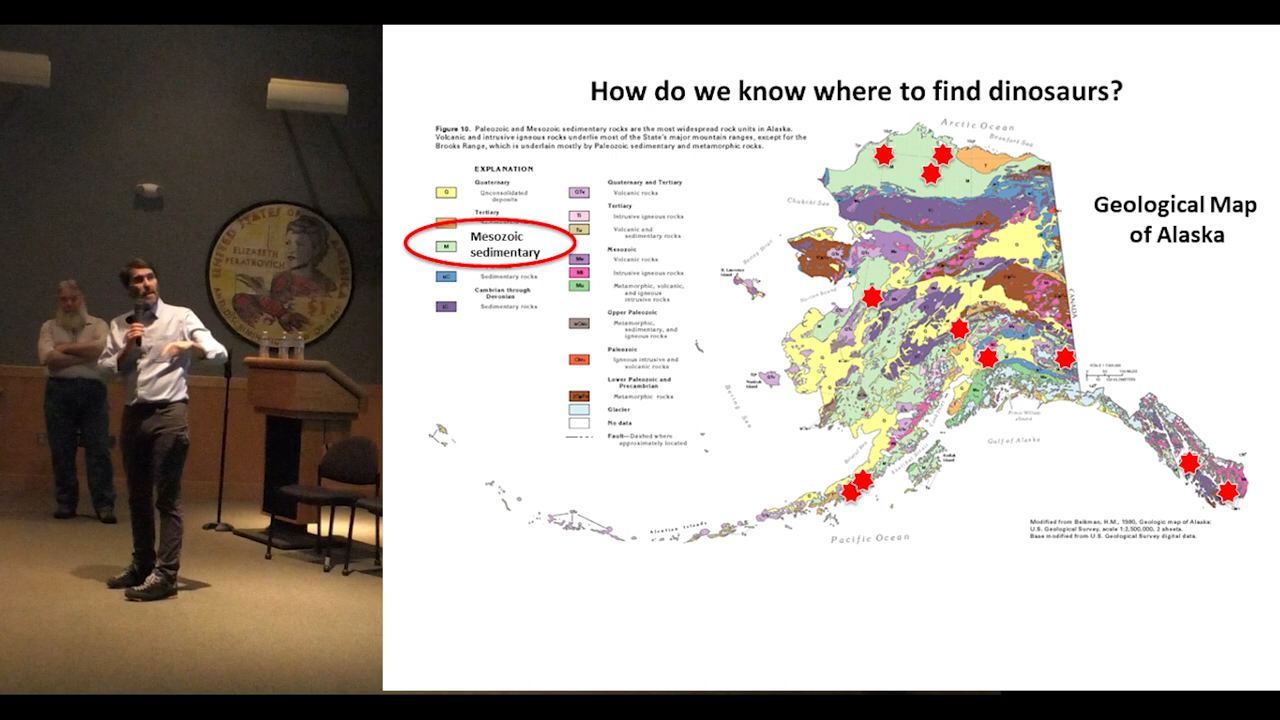 How do we know where to find dinosaurs?
Figure 10. Paleozoic and Mesozoic sedimentary rocks are the most widespread rock units in Alaska.
Volcanic and intrusive igneous rocks underlie most of the State's major mountain ranges, except for the
Brooks Range, which is underlain mostly by Paleozoic sedimentary and metamorphic rocks.
EXPLANATION
Quaternary
Q
Unconsolidated
deposits
Tertiary
M
Mesozoic
sedimentary
Sedimentary rocks
Cambrian through
Devonian
Sedimentary rocks
Quaternary and Tertiary
QTv
Volcanic rocks
Tertiary
Ti
Intrusive igneous rocks
Volcanic and
sedimentary rocks
Mesozoic
Volcanic rocks
Intrusive igneous rocks
Metamorphic, volcanic,
and igneous
intrusive rocks
Upper Paleozoic
Metamorphic,
sedimentary, and
igneous rocks
Paleozoic
Igneous intrusive and
volcanic rocks
Lower Paleozoic and
Precambrian
Metamorphic rocks
Glacier
No data
Fault—Dashed where
approximately located
Arctic Ocean
Beaufort Sea
Chukchi Sea
Bering Sea
CANADA
Gulf of Alaska
Aleutian Islands
Pacific Ocean
Geological Map
of Alaska
Modified from Beikman, H.M., 1980, Geologic map of Alaska:
U.S. Geological Survey, scale 1:2,500,000, 2 sheets.
Base modified from U.S. Geological Survey digital data.
UNITED STATES OF AMERICA
ELIZABETH
PERATROVICH